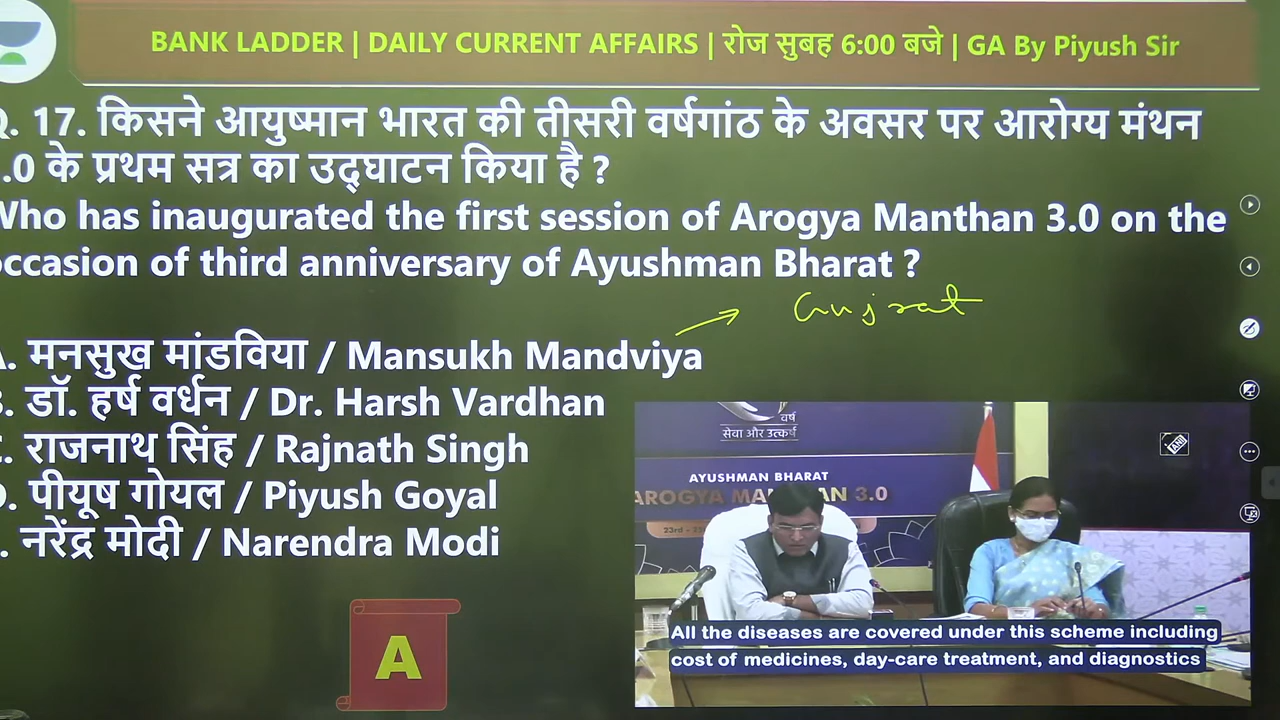 BANK LADDER | DAILY CURRENT AFFAIRS | रोज सुबह 6:00 बजे | GA By Piyush Sir
. 17. किसने आयुष्मान भारत की तीसरी वर्षगांठ के अवसर पर आरोग्य मंथन
.0 के प्रथम सत्र का उद्घाटन किया है ?
Who has inaugurated the first session of Arogya Manthan 3.0 on the
occasion of third anniversary of Ayushman Bharat ?
Gujrat
. मनसुख मांडविया / Mansukh Mandviya
. डॉ. हर्ष वर्धन / Dr. Harsh Vardhan
. राजनाथ सिंह / Rajnath Singh
. पीयूष गोयल / Piyush Goyal
. नरेंद्र मोदी / Narendra Modi
A
वर्ष
सेवा और उत्कर्ष
ANI
AYUSHMAN BHARAT
AROGYA MANTHAN 3.0
23rd -
All the diseases are covered under this scheme including
cost of medicines, day-care treatment, and diagnostics